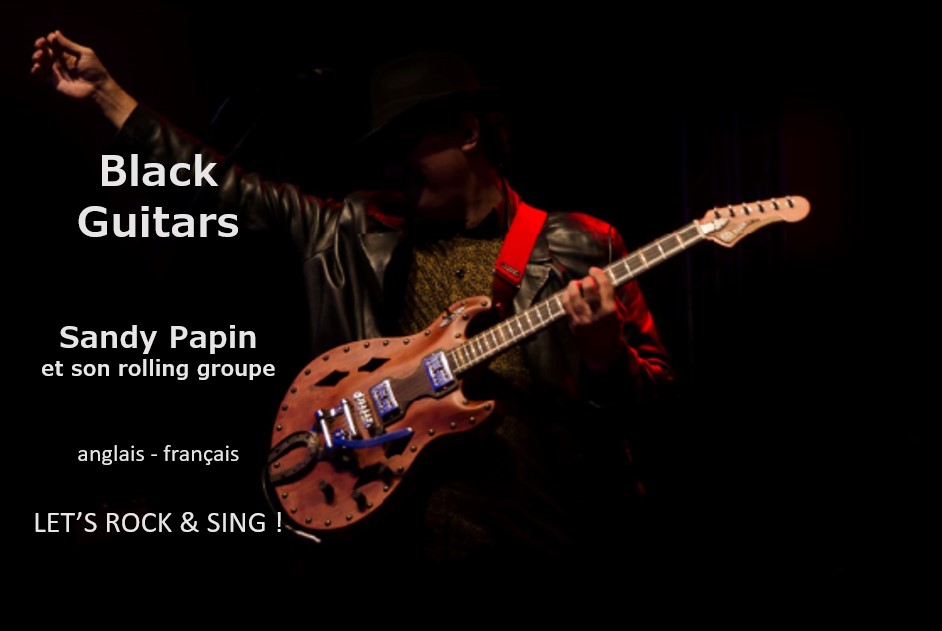 Black
Guitars
Sandy Papin
et son rolling groupe
anglais - français
LET’S ROCK & SING !